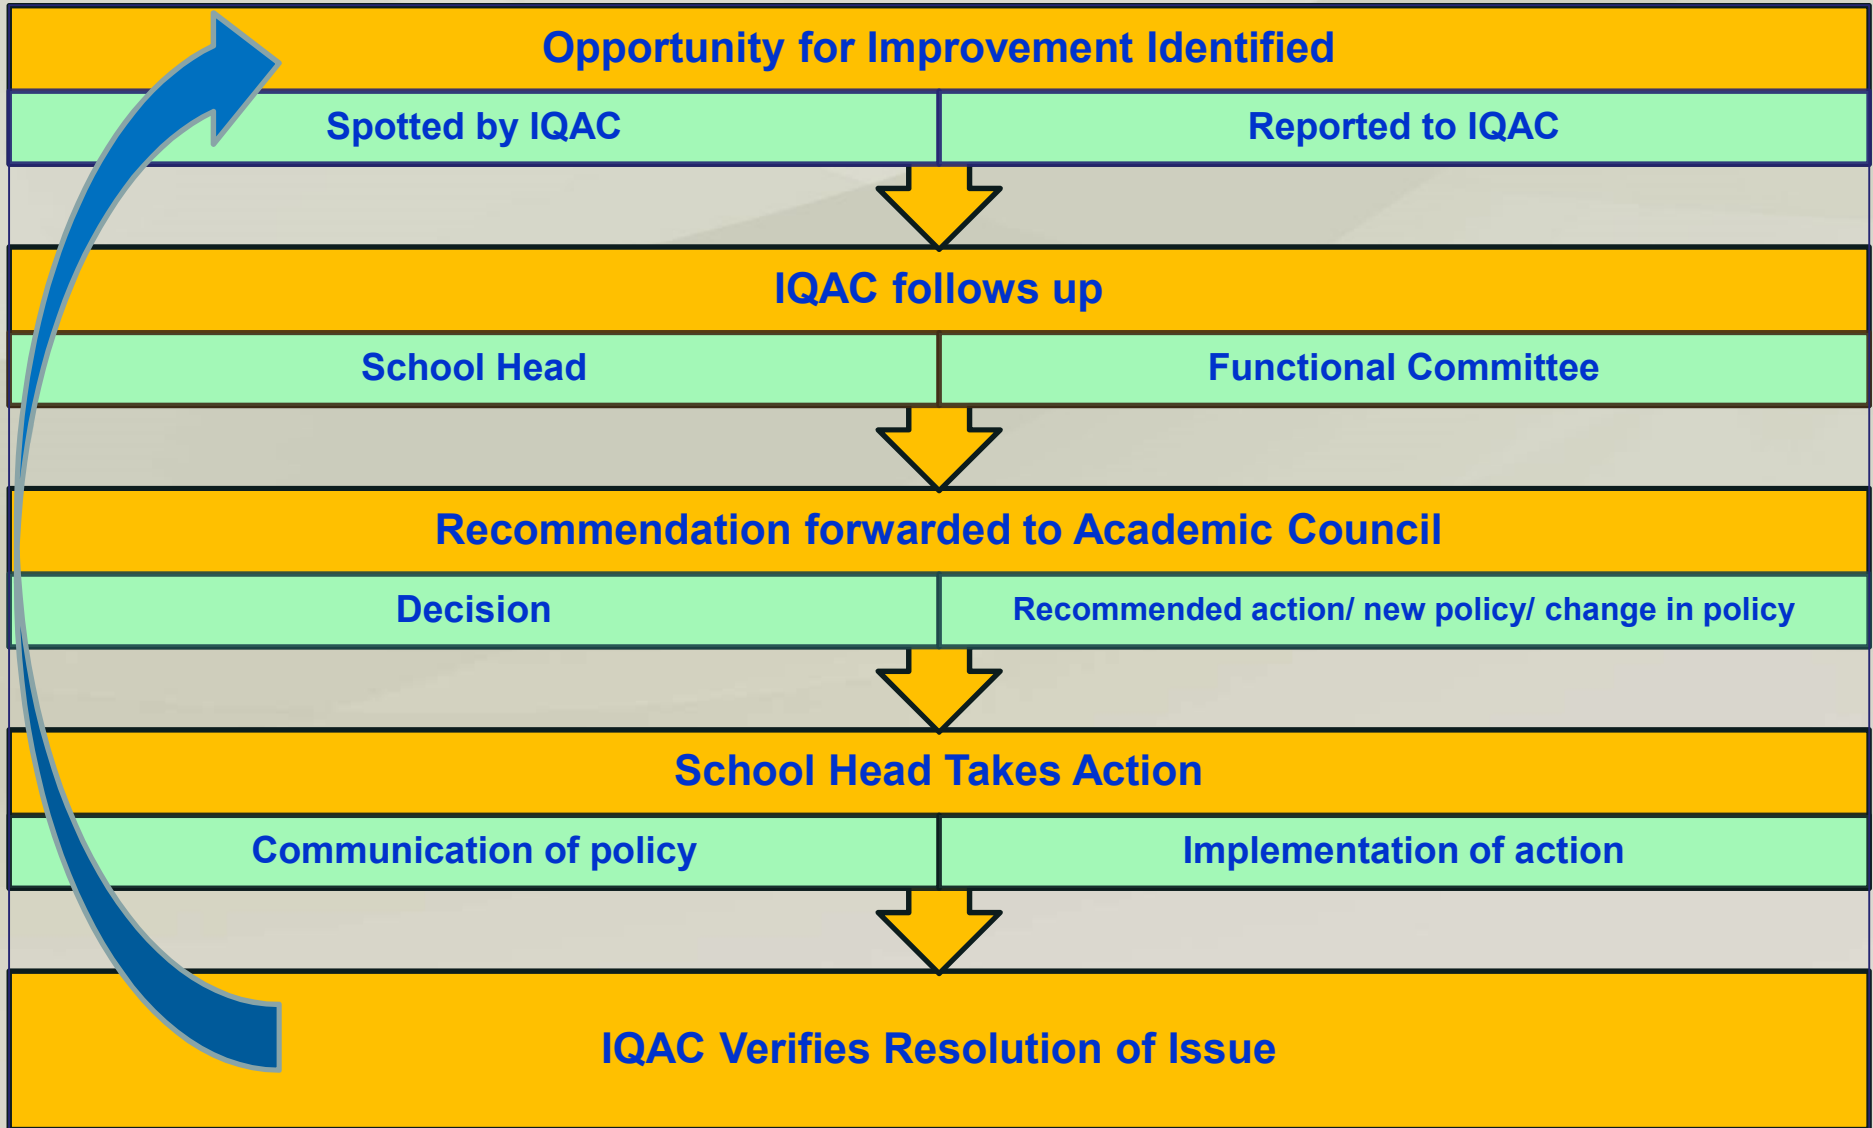 Opportunity for Improvement Identified
Spotted by IQAC
Reported to IQAC
IQAC follows up
School Head
Functional Committee
Recommendation forwarded to Academic Council
Decision
Recommended action/ new policy/ change in policy
School Head Takes Action
Communication of policy
Implementation of action
IQAC Verifies Resolution of Issue